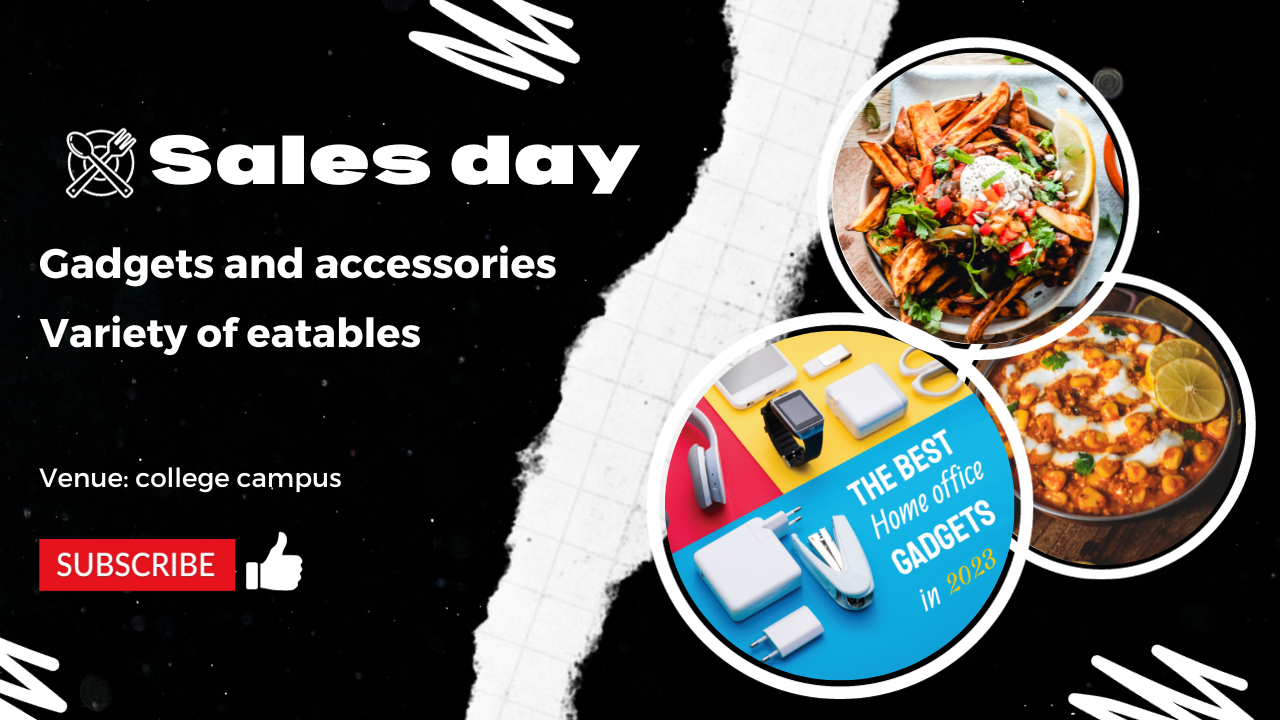 Sales day
Gadgets and accessories
Variety of eatables
Venue: college campus
SUBSCRIBE
THE BEST
Home office
GADGETS
in 2023